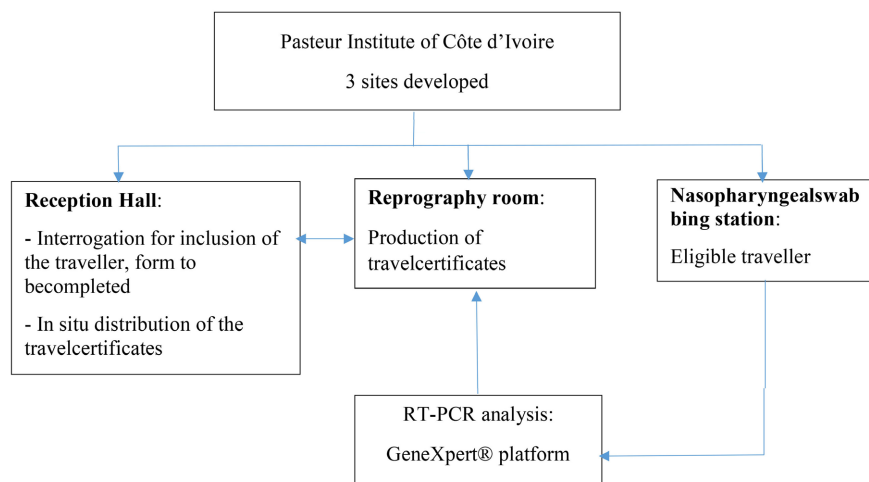 Pasteur Institute of Côte d'Ivoire
3 sites developed
Reception Hall:
- Interrogation for inclusion of
the traveller, form to
becompleted
- In situ distribution of the
travelcertificates
Reprography room:
Production of
travelcertificates
Nasopharyngealswab
bing station:
Eligible traveller
RT-PCR analysis:
GeneXpert® platform